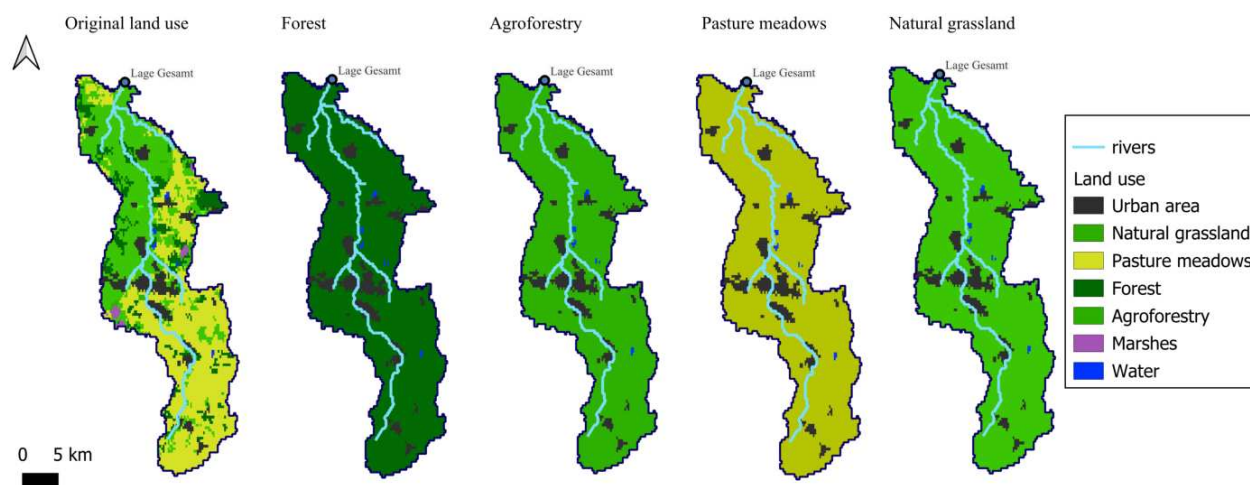 Original land use
Forest
Agroforestry
Pasture meadows
Natural grassland
Lage Gesamt
Lage Gesamt
Lage Gesamt
Lage Gesamt
Lage Gesamt
rivers
Land use
Urban area
Natural grassland
Pasture meadows
Forest
Agroforestry
Marshes
Water
0 5 km